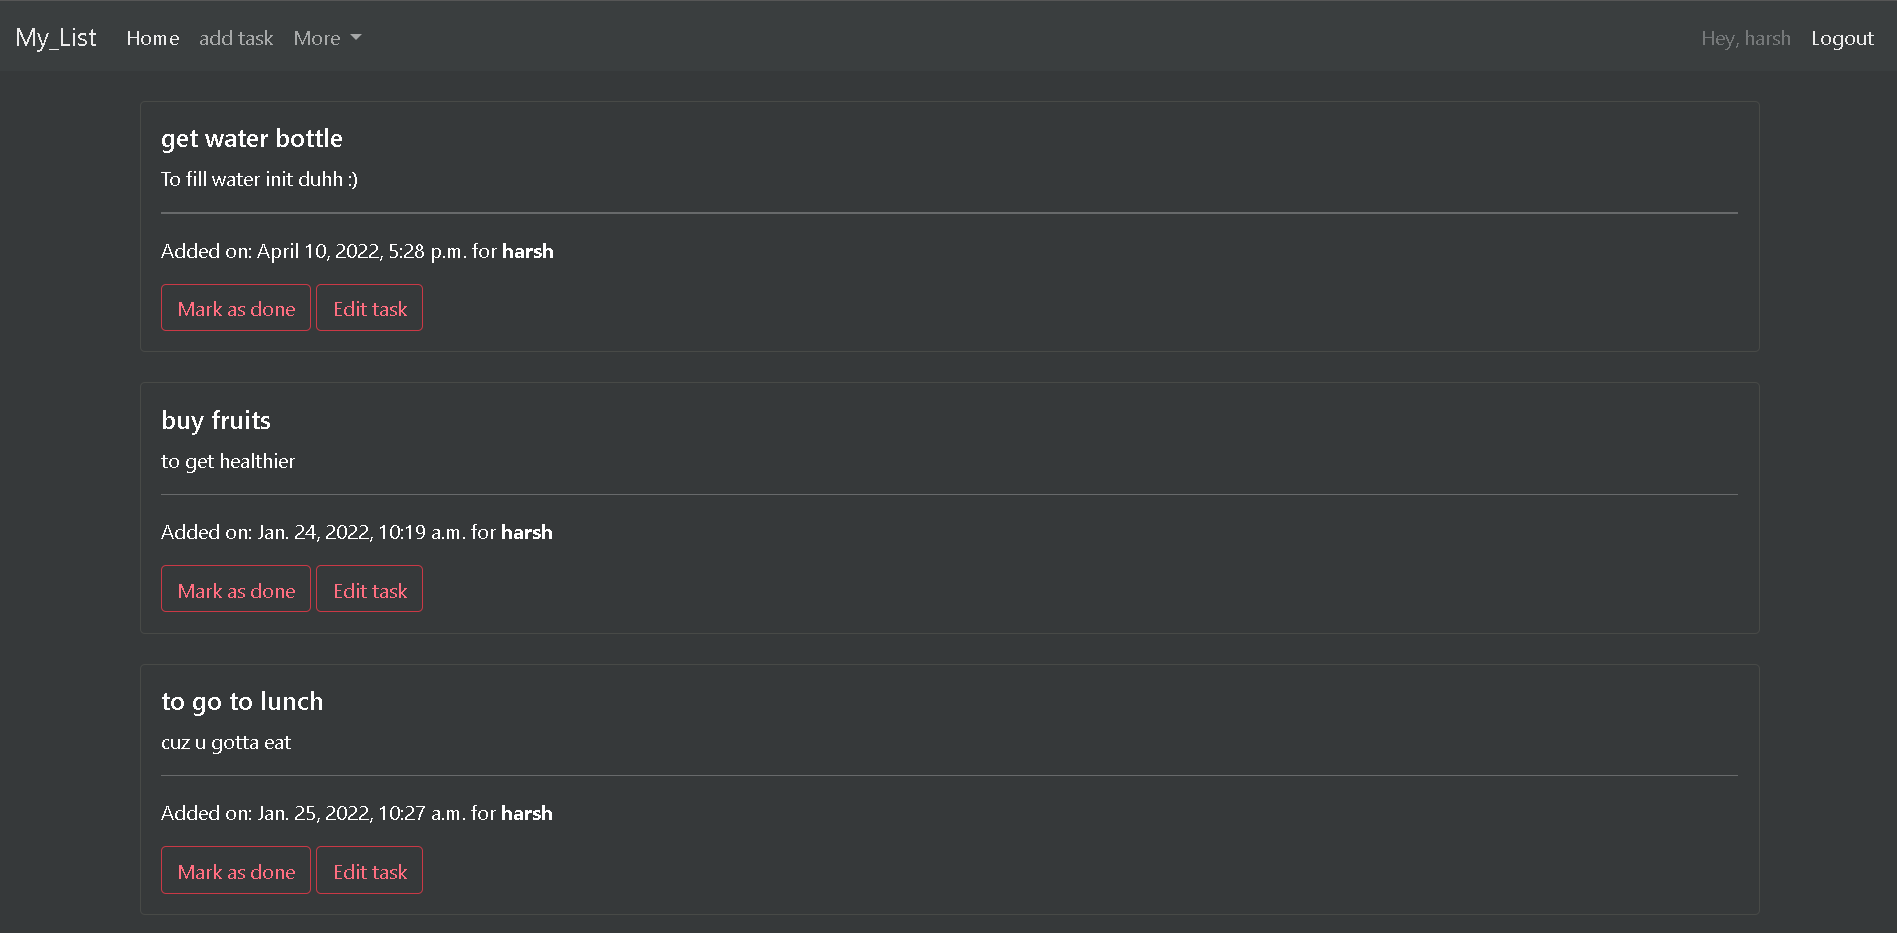 My_List Home add task More Hey, harsh Logout
get water bottle
To fill water init duhh :)
Added on: April 10, 2022, 5:28 p.m. for harsh
Mark as done Edit task
buy fruits
to get healthier
Added on: Jan. 24, 2022, 10:19 a.m. for harsh
Mark as done Edit task
to go to lunch
cuz u gotta eat
Added on: Jan. 25, 2022, 10:27 a.m. for harsh
Mark as done Edit task